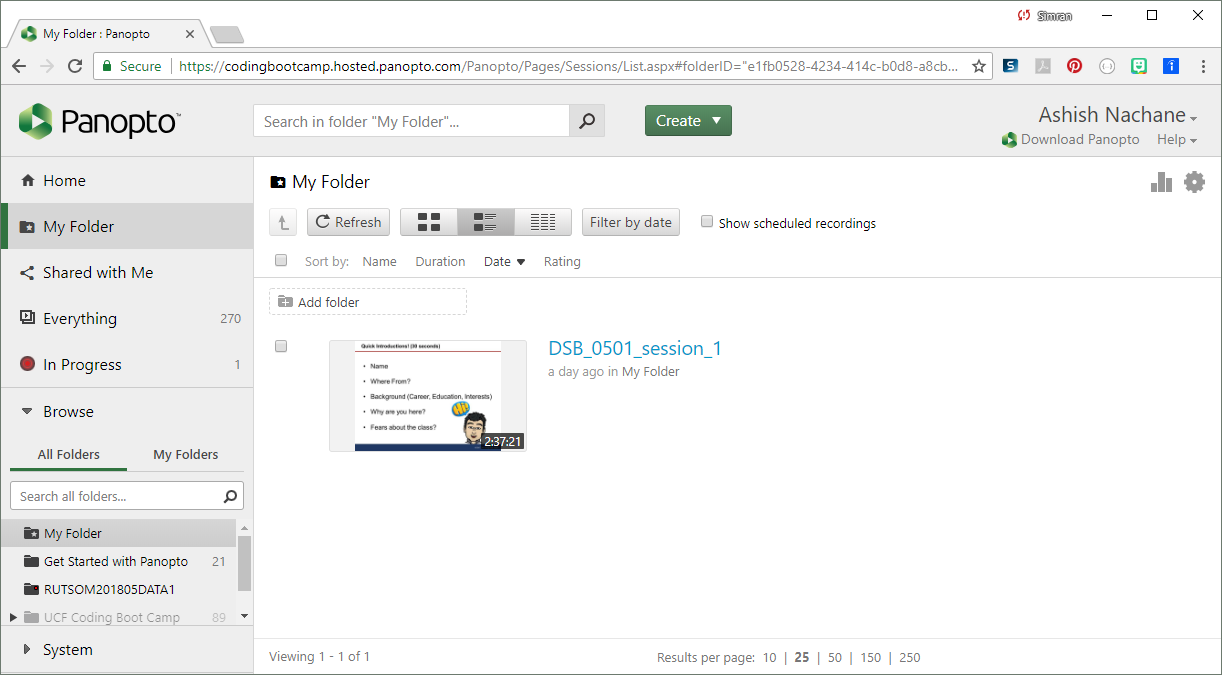 Simran
My Folder : Panopto
Secure https://codingbootcamp.hosted.panopto.com/Panopto/Pages/Sessions/List.aspx#folderID="e1fb0528-4234-414c-b0d8-a8cb...
Panopto™
Search in folder "My Folder"...
Create
Ashish Nachane
Download Panopto Help
Home
My Folder
Shared with Me
Everything 270
In Progress 1
Browse
All Folders My Folders
Search all folders...
My Folder
Get Started with Panopto 21
RUTSOM201805DATA1
UCF Coding Boot Camp 89
System
My Folder
Refresh Filter by date Show scheduled recordings
Sort by: Name Duration Date Rating
Add folder
Quick Introductions! (30 seconds)
• Name
• Where From?
• Background (Career, Education, Interests)
• Why are you here?
• Fears about the class?
Hi!
2:37:21
DSB_0501_session_1
a day ago in My Folder
Viewing 1 - 1 of 1
Results per page: 10 | 25 | 50 | 150 | 250